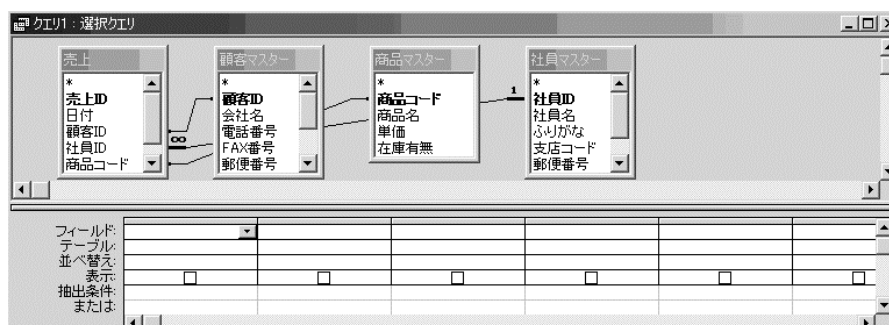 クエリ1 : 選択クエリ
売上
*
売上ID
日付
顧客ID
社員ID
商品コード
顧客マスター
*
顧客ID
会社名
電話番号
FAX番号
郵便番号
商品マスター
*
商品コード
商品名
単価
在庫有無
社員マスター
*
社員ID
社員名
ふりがな
支店コード
郵便番号
∞
1
フィールド:
テーブル:
並べ替え:
表示:
抽出条件:
または: